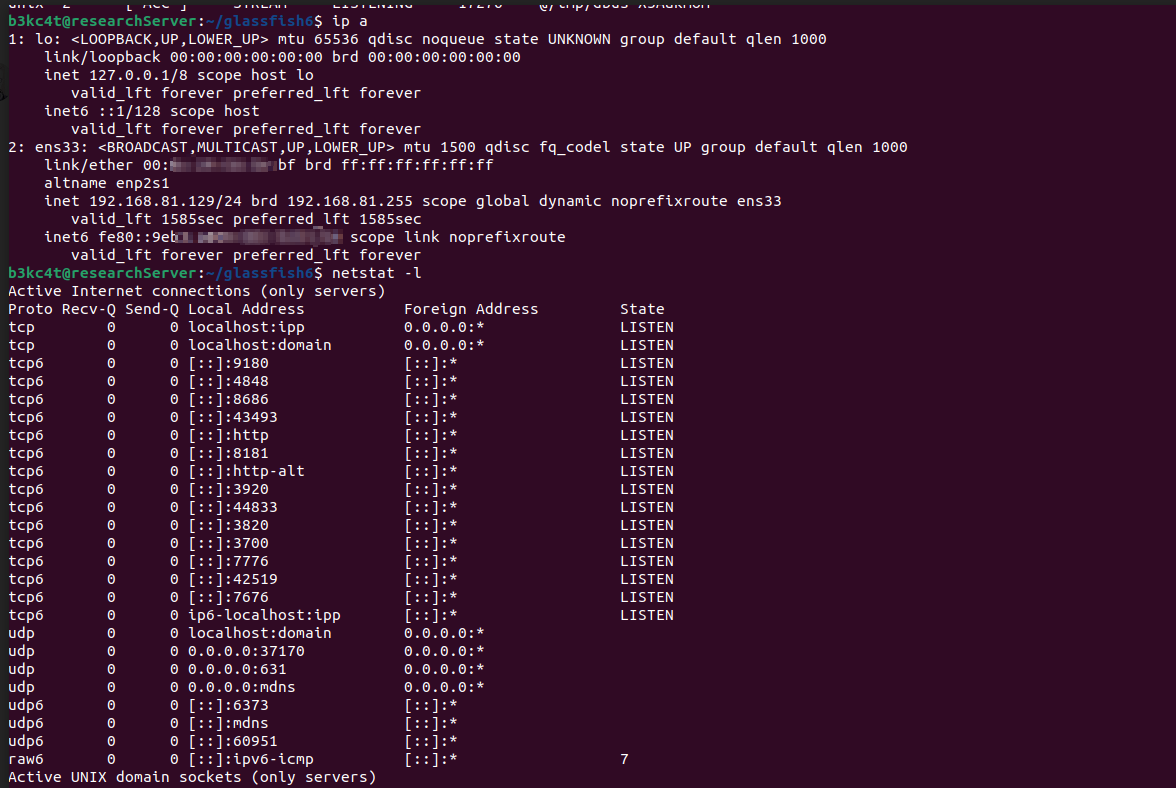 b3kc4t@researchServer:~/glassfish6$ ip a
1: lo: <LOOPBACK,UP,LOWER_UP> mtu 65536 qdisc noqueue state UNKNOWN group default qlen 1000
    link/loopback 00:00:00:00:00:00 brd 00:00:00:00:00:00
    inet 127.0.0.1/8 scope host lo
       valid_lft forever preferred_lft forever
    inet6 ::1/128 scope host
       valid_lft forever preferred_lft forever
2: ens33: <BROADCAST,MULTICAST,UP,LOWER_UP> mtu 1500 qdisc fq_codel state UP group default qlen 1000
    link/ether 00: bf brd ff:ff:ff:ff:ff:ff
    altname enp2s1
    inet 192.168.81.129/24 brd 192.168.81.255 scope global dynamic noprefixroute ens33
       valid_lft 1585sec preferred_lft 1585sec
    inet6 fe80::9eb scope link noprefixroute
       valid_lft forever preferred_lft forever
b3kc4t@researchServer:~/glassfish6$ netstat -l
Active Internet connections (only servers)
Proto Recv-Q Send-Q Local Address           Foreign Address         State
tcp        0      0 localhost:ipp           0.0.0.0:*               LISTEN
tcp        0      0 localhost:domain        0.0.0.0:*               LISTEN
tcp6       0      0 [::]:9180               [::]:*                  LISTEN
tcp6       0      0 [::]:4848               [::]:*                  LISTEN
tcp6       0      0 [::]:8686               [::]:*                  LISTEN
tcp6       0      0 [::]:43493              [::]:*                  LISTEN
tcp6       0      0 [::]:http               [::]:*                  LISTEN
tcp6       0      0 [::]:8181               [::]:*                  LISTEN
tcp6       0      0 [::]:http-alt           [::]:*                  LISTEN
tcp6       0      0 [::]:3920               [::]:*                  LISTEN
tcp6       0      0 [::]:44833              [::]:*                  LISTEN
tcp6       0      0 [::]:3820               [::]:*                  LISTEN
tcp6       0      0 [::]:3700               [::]:*                  LISTEN
tcp6       0      0 [::]:7776               [::]:*                  LISTEN
tcp6       0      0 [::]:42519              [::]:*                  LISTEN
tcp6       0      0 [::]:7676               [::]:*                  LISTEN
tcp6       0      0 ip6-localhost:ipp       [::]:*                  LISTEN
udp        0      0 localhost:domain        0.0.0.0:*
udp        0      0 0.0.0.0:37170           0.0.0.0:*
udp        0      0 0.0.0.0:631             0.0.0.0:*
udp        0      0 0.0.0.0:mdns            0.0.0.0:*
udp6       0      0 [::]:6373               [::]:*
udp6       0      0 [::]:mdns               [::]:*
udp6       0      0 [::]:60951              [::]:*
raw6       0      0 [::]:ipv6-icmp          [::]:*                  7
Active UNIX domain sockets (only servers)